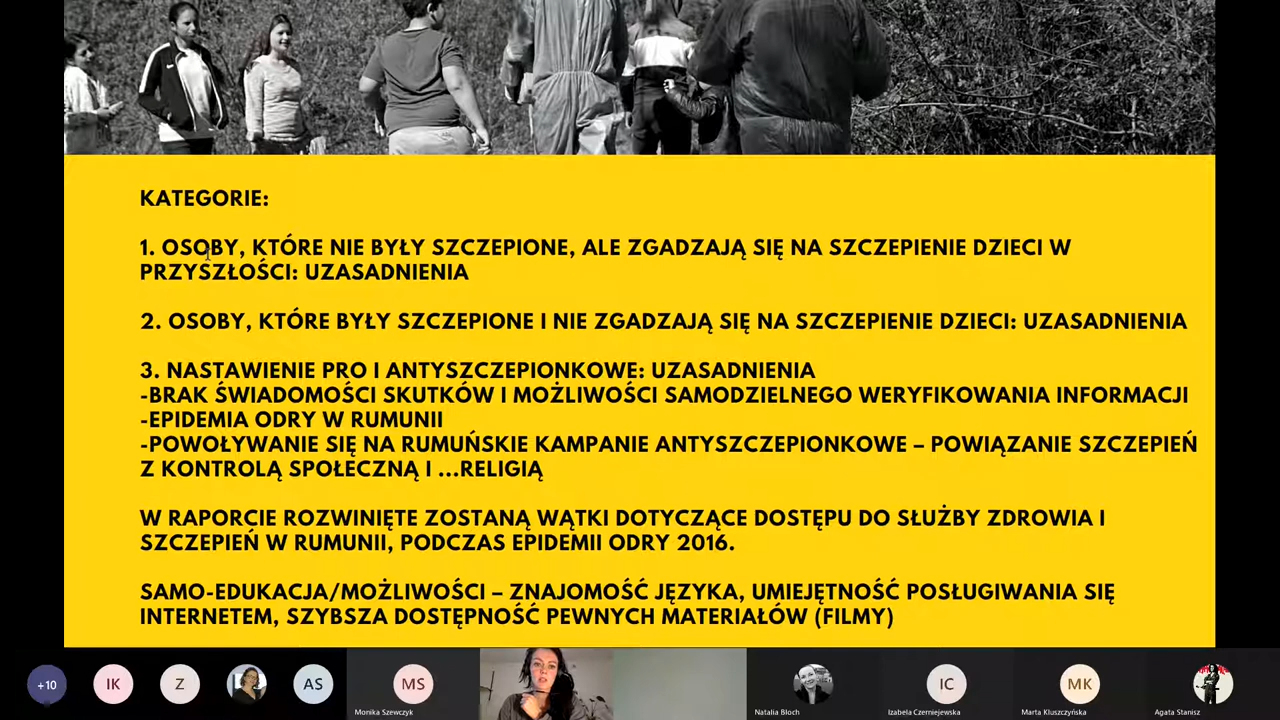 KATEGORIE:
1. OSOBY, KTÓRE NIE BYŁY SZCZEPIONE, ALE ZGADZAJĄ SIĘ NA SZCZEPIENIE DZIECI W
PRZYSZŁOŚCI: UZASADNIENIA
2. OSOBY, KTÓRE BYŁY SZCZEPIONE I NIE ZGADZAJĄ SIĘ NA SZCZEPIENIE DZIECI: UZASADNIENIA
3. NASTAWIENIE PRO I ANTYSZCZEPIONKOWE: UZASADNIENIA
-BRAK ŚWIADOMOŚCI SKUTKÓW I MOŻLIWOŚCI SAMODZIELNEGO WERYFIKOWANIA INFORMACJI
-EPIDEMIA ODRY W RUMUNII
-POWOŁYWANIE SIĘ NA RUMUŃSKIE KAMPANIE ANTYSZCZEPIONKOWE – POWIĄZANIE SZCZEPIEŃ
Z KONTROLĄ SPOŁECZNĄ I ...RELIGIĄ
W RAPORCIE ROZWINIĘTE ZOSTANĄ WĄTKI DOTYCZĄCE DOSTĘPU DO SŁUŻBY ZDROWIA I
SZCZEPIEŃ W RUMUNII, PODCZAS EPIDEMII ODRY 2016.
SAMO-EDUKACJA/MOŻLIWOŚCI – ZNAJOMOŚĆ JĘZYKA, UMIEJĘTNOŚĆ POSŁUGIWANIA SIĘ
INTERNETEM, SZYBSZA DOSTĘPNOŚĆ PEWNYCH MATERIAŁÓW (FILMY)
+10 IK Z AS MS IC MK
Monika Szewczyk Natalia Bloch Izabela Czerniejewska Marta Kluszczyńska Agata Stanisz